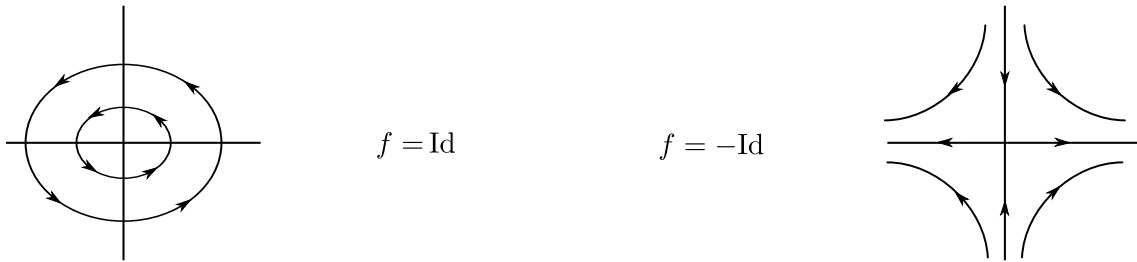 f = Id
f = −Id